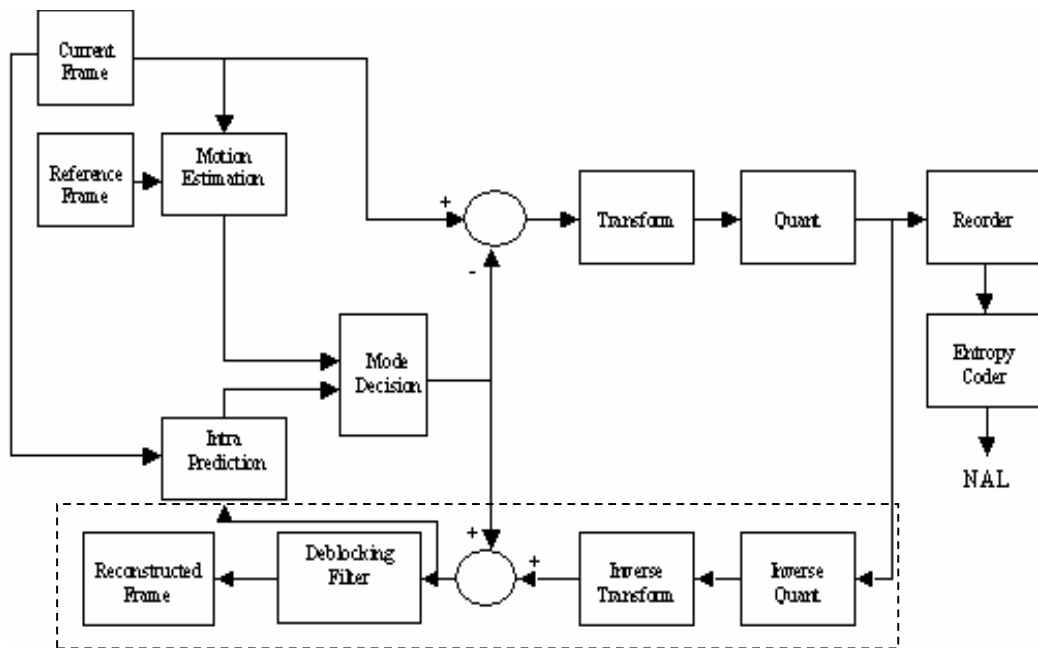 Current
Frame
Reference
Frame
Motion
Estimation
+
-
Transform
Quant
Reorder
Mode
Decision
Entropy
Coder
Intra
Prediction
NAL
Reconstructed
Frame
Deblocking
Filter
+
+
Inverse
Transform
Inverse
Quant